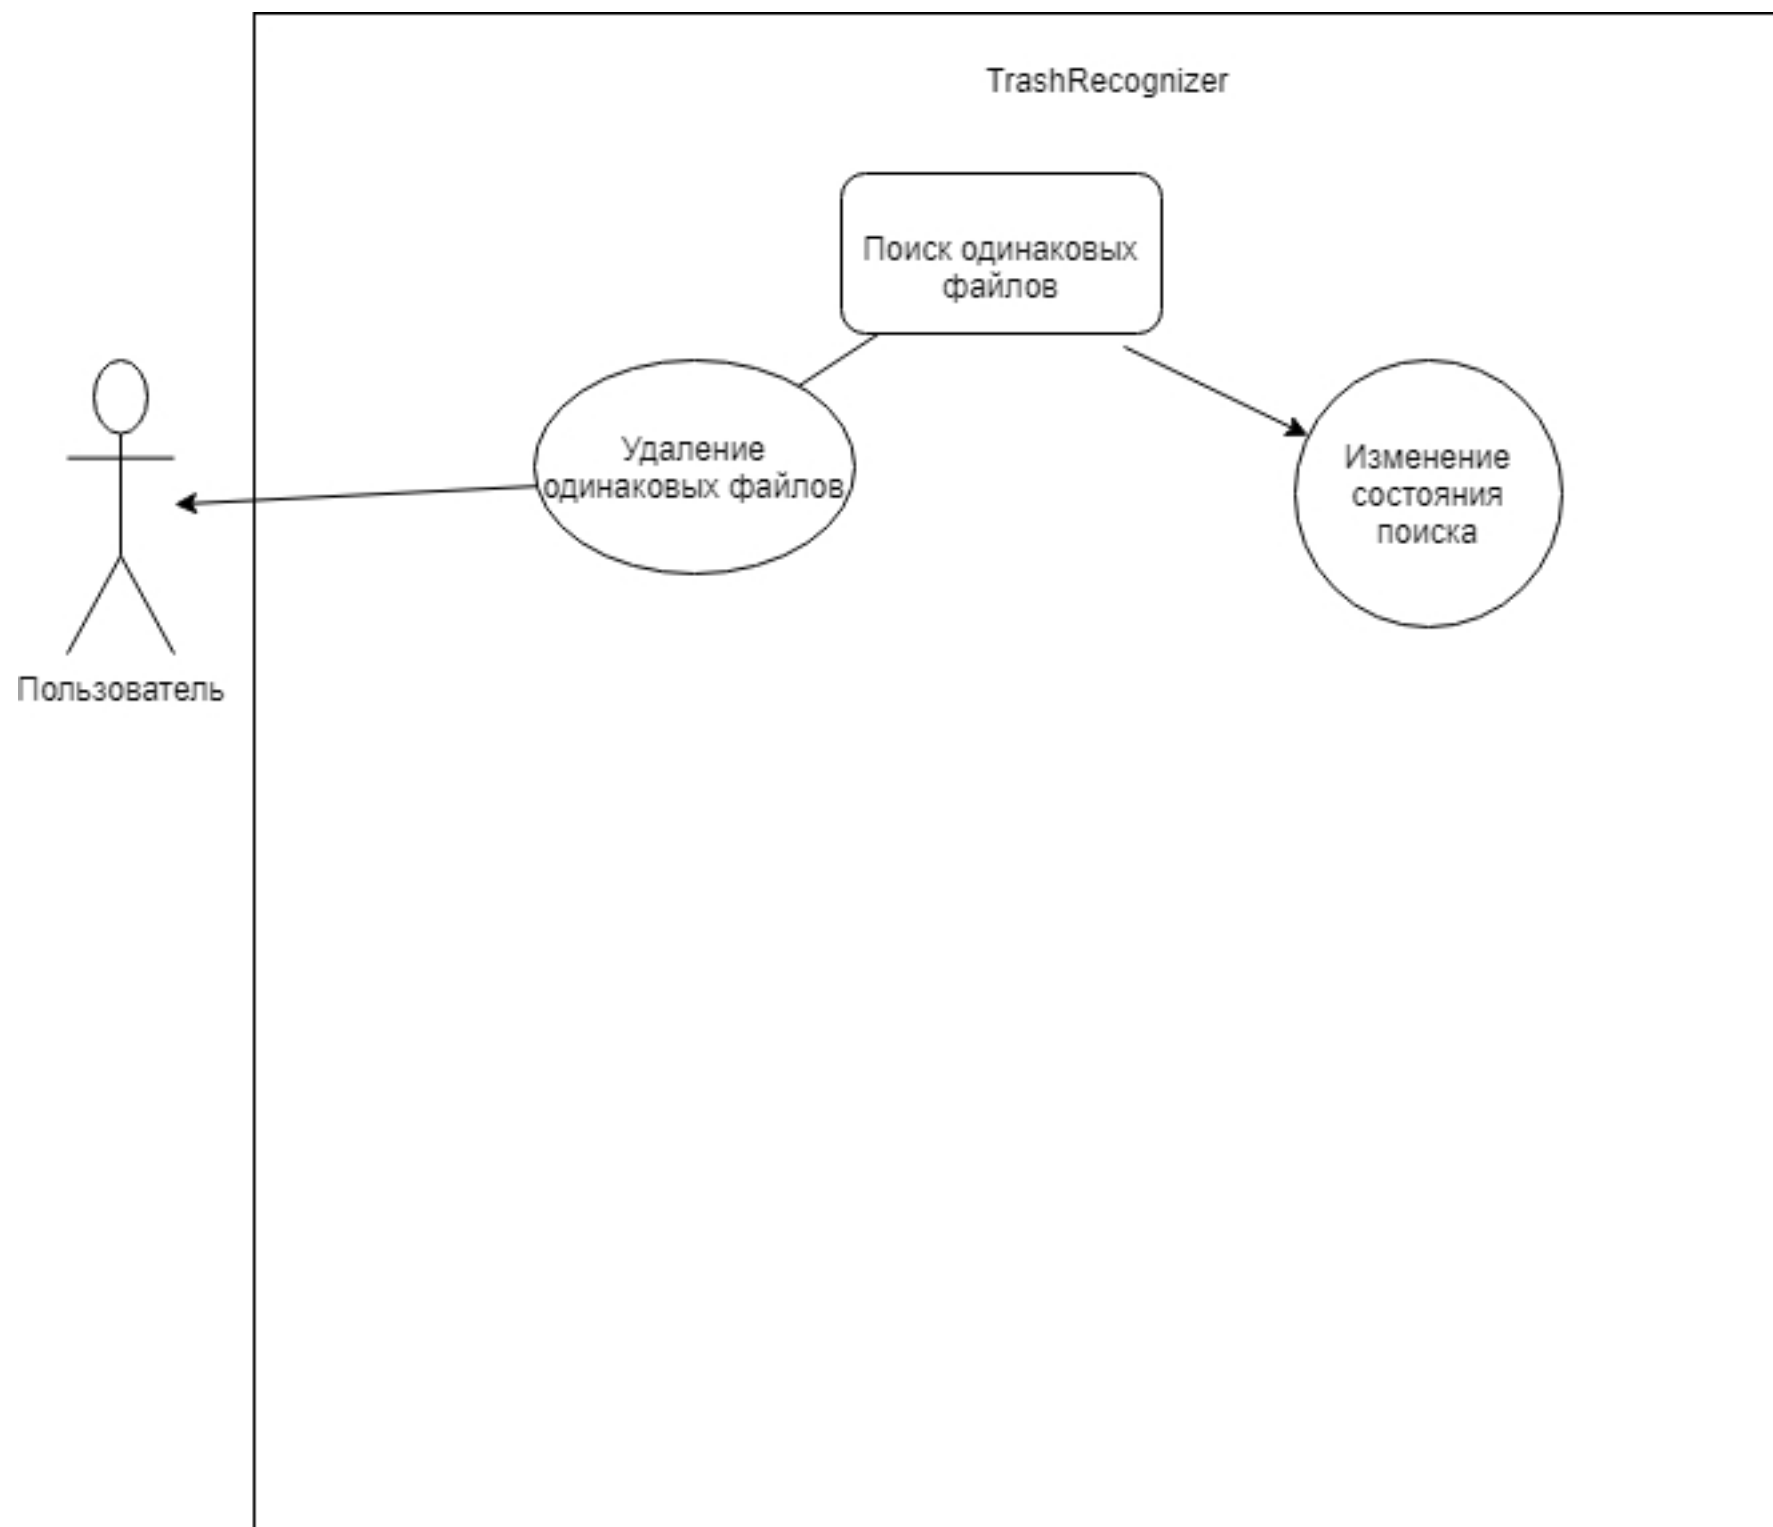 TrashRecognizer
Поиск одинаковых
файлов
Удаление
одинаковых файлов
Изменение
состояния
поиска
Пользователь